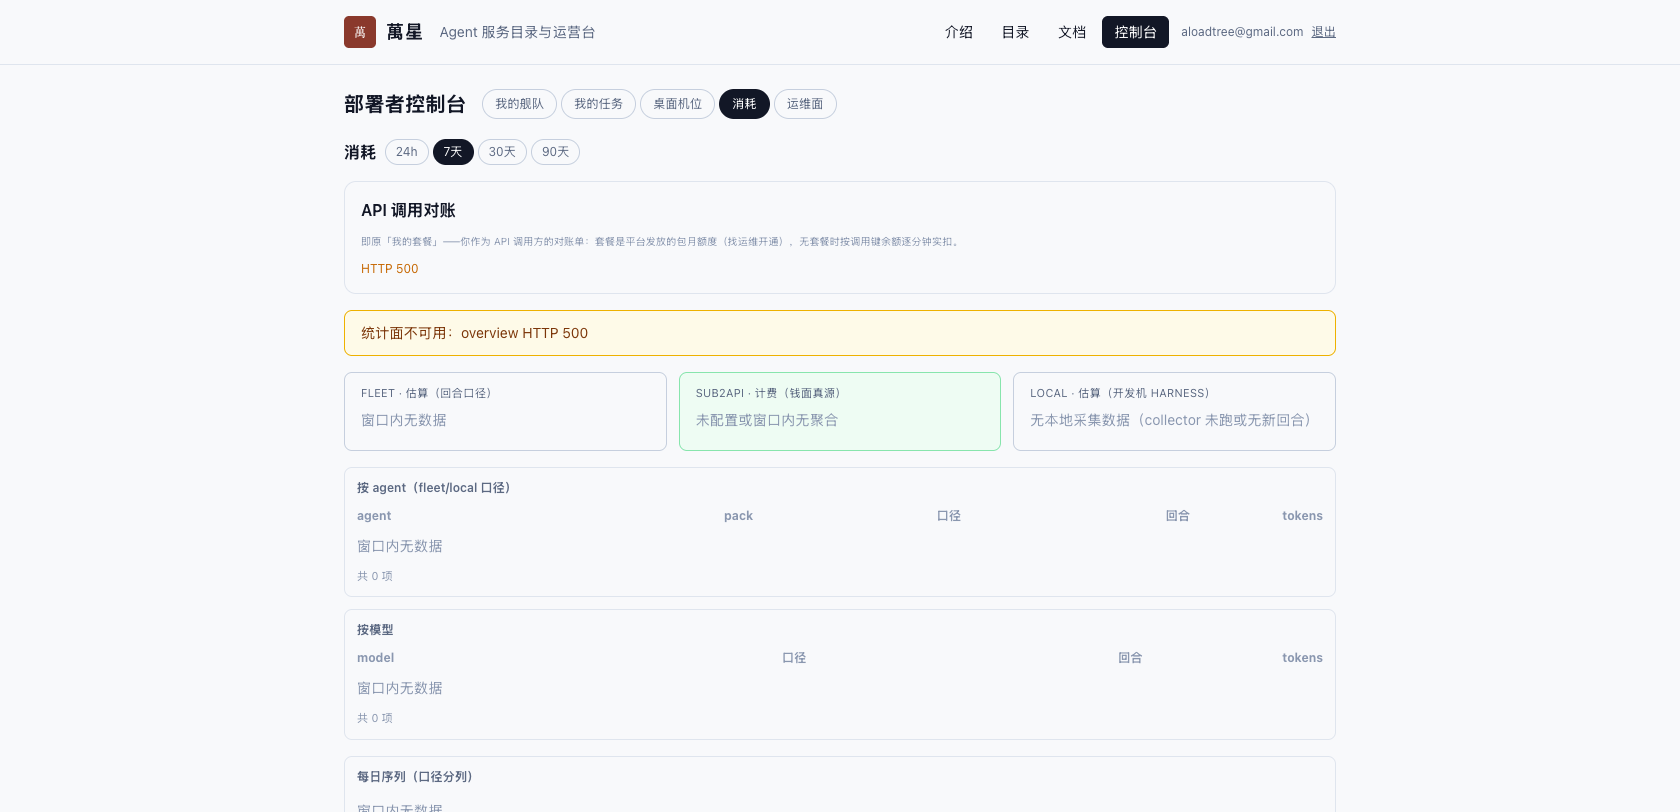 萬 萬星 Agent 服务目录与运营台 介绍 目录 文档 控制台 aloadtree@gmail.com 退出
部署者控制台 我的舰队 我的任务 桌面机位 消耗 运维面
消耗 24h 7天 30天 90天
API 调用对账
即原「我的套餐」——你作为 API 调用方的对账单：套餐是平台发放的包月额度（找运维开通），无套餐时按调用键余额逐分钟实扣。
HTTP 500
统计面不可用：overview HTTP 500
FLEET · 估算（回合口径）
窗口内无数据
SUB2API · 计费（钱面真源）
未配置或窗口内无聚合
LOCAL · 估算（开发机 HARNESS）
无本地采集数据（collector 未跑或无新回合）
按 agent（fleet/local 口径）
agent pack 口径 回合 tokens
窗口内无数据
共 0 项
按模型
model 口径 回合 tokens
窗口内无数据
共 0 项
每日序列（口径分列）
窗口内无数据